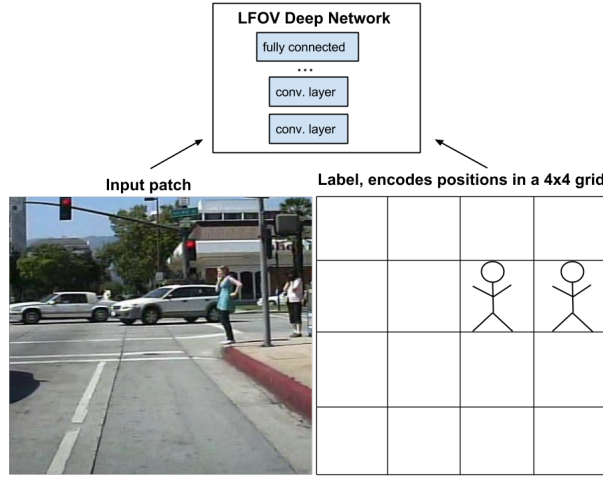 LFOV Deep Network
fully connected
...
conv. layer
conv. layer
Input patch
Label, encodes positions in a 4x4 grid